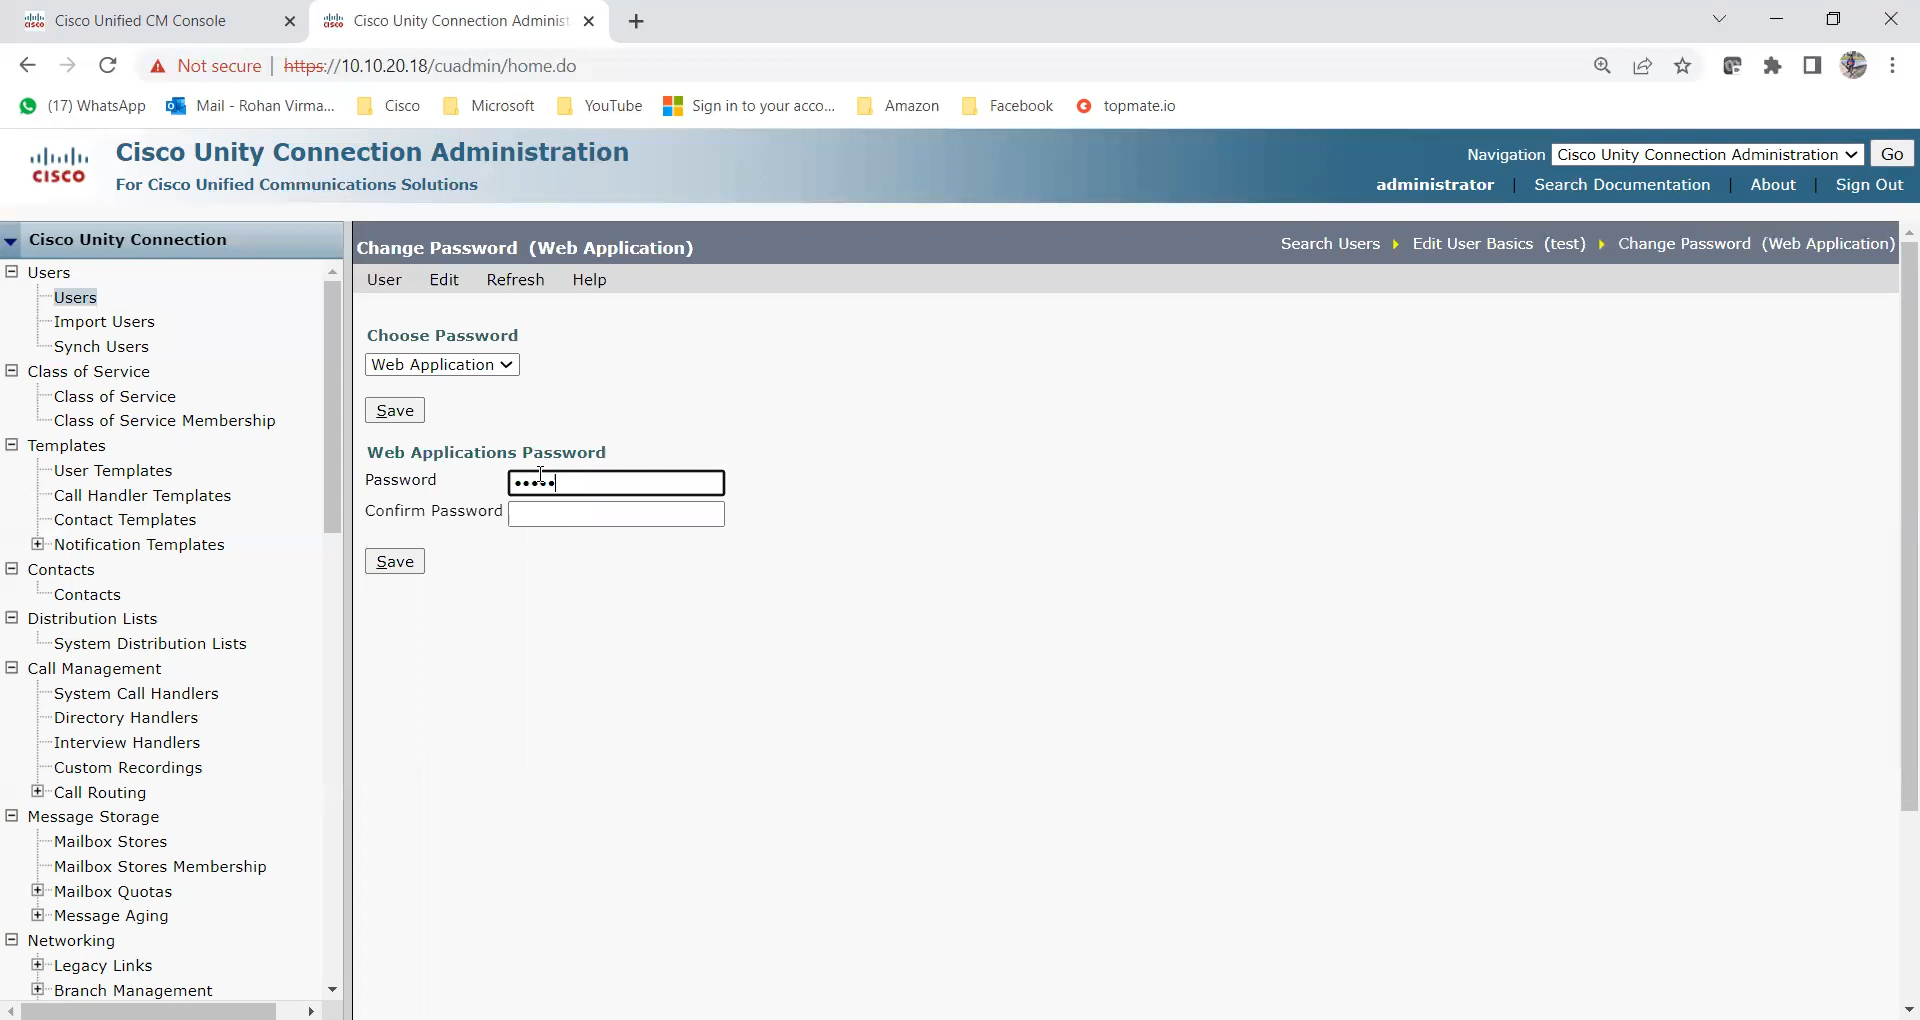 Cisco Unified CM Console
Cisco Unity Connection Administ
Not secure | https://10.10.20.18/cuadmin/home.do
(17) WhatsApp Mail - Rohan Virma... Cisco Microsoft YouTube Sign in to your acco... Amazon Facebook topmate.io
cisco
Cisco Unity Connection Administration
For Cisco Unified Communications Solutions
Navigation Cisco Unity Connection Administration Go
administrator | Search Documentation | About | Sign Out
Cisco Unity Connection
Users
Users
Import Users
Synch Users
Class of Service
Class of Service
Class of Service Membership
Templates
User Templates
Call Handler Templates
Contact Templates
Notification Templates
Contacts
Contacts
Distribution Lists
System Distribution Lists
Call Management
System Call Handlers
Directory Handlers
Interview Handlers
Custom Recordings
Call Routing
Message Storage
Mailbox Stores
Mailbox Stores Membership
Mailbox Quotas
Message Aging
Networking
Legacy Links
Branch Management
Change Password (Web Application)
Search Users Edit User Basics (test) Change Password (Web Application)
User Edit Refresh Help
Choose Password
Web Application
Save
Web Applications Password
Password •••••
Confirm Password
Save